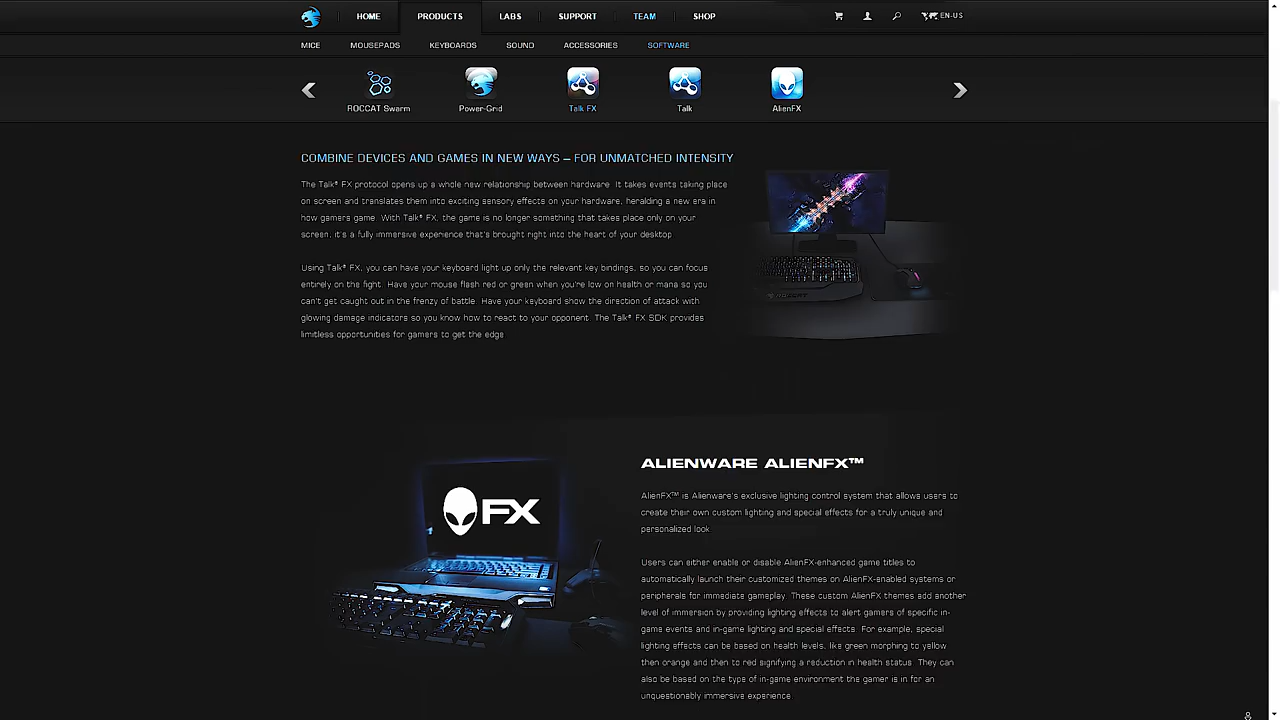 HOME PRODUCTS LABS SUPPORT TEAM SHOP EN-US
MICE MOUSEPADS KEYBOARDS SOUND ACCESSORIES SOFTWARE
ROCCAT Swarm Power-Grid Talk FX Talk AlienFX
COMBINE DEVICES AND GAMES IN NEW WAYS – FOR UNMATCHED INTENSITY
The Talk® FX protocol opens up a whole new relationship between hardware. It takes events taking place
on screen and translates them into exciting sensory effects on your hardware, heralding a new era in
how gamers game. With Talk® FX, the game is no longer something that takes place only on your
screen, it's a fully immersive experience that's brought right into the heart of your desktop.
Using Talk® FX, you can have your keyboard light up only the relevant key bindings, so you can focus
entirely on the fight. Have your mouse flash red or green when you're low on health or mana so you
can't get caught out in the frenzy of battle. Have your keyboard show the direction of attack with
glowing damage indicators so you know how to react to your opponent. The Talk® FX SDK provides
limitless opportunities for gamers to get the edge.
FX
ALIENWARE ALIENFX™
AlienFX™ is Alienware's exclusive lighting control system that allows users to
create their own custom lighting and special effects for a truly unique and
personalized look.
Users can either enable or disable AlienFX-enhanced game titles to
automatically launch their customized themes on AlienFX-enabled systems or
peripherals for immediate gameplay. These custom AlienFX themes add another
level of immersion by providing lighting effects to alert gamers of specific in-
game events and in-game lighting and special effects. For example, special
lighting effects can be based on health levels, like green morphing to yellow
then orange and then to red signifying a reduction in health status. They can
also be based on the type of in-game environment the gamer is in for an
unquestionably immersive experience.